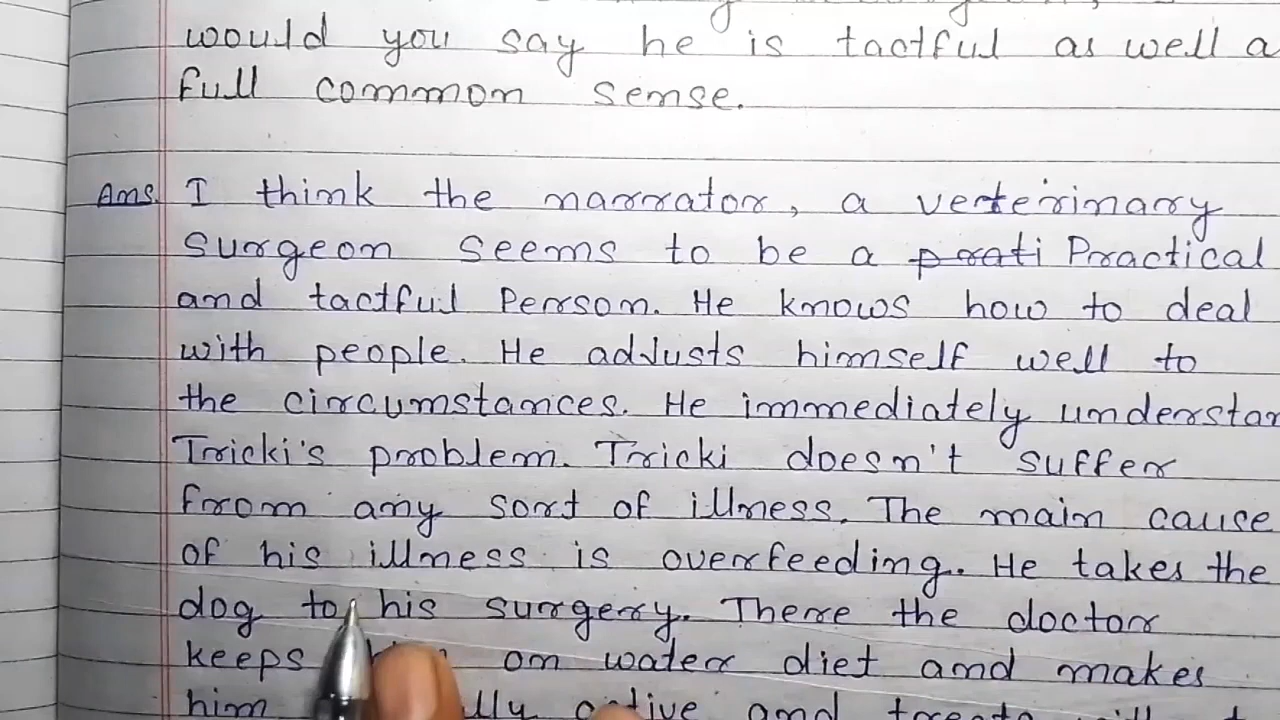 would you say he is tactful as well a
full common sense.
Ans. I think the narrator, a veterinary
Surgeon seems to be a prati Practical
and tactful Person. He knows how to deal
with people. He adjusts himself well to
the circumstances. He immediately understan
Tricki's problem. Tricki doesn't suffer
from any sort of illness. The main cause
of his illness is overfeeding. He takes the
dog to his surgery. There the doctor
keeps on water diet and makes
him and